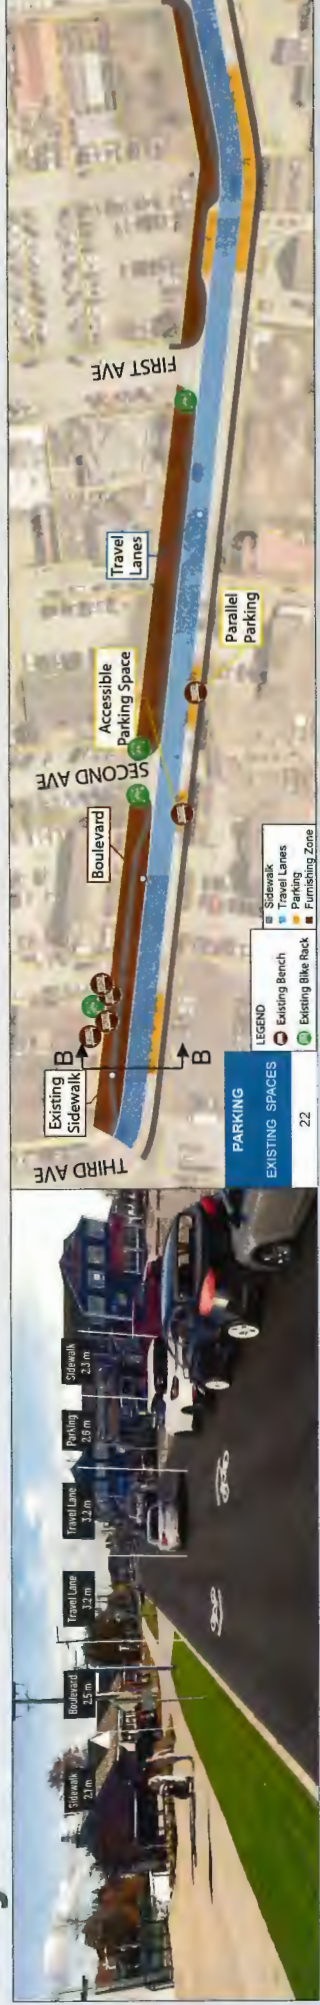 Sidewalk
2.1 m
Boulevard
2.5 m
Travel Lane
3.2 m
Travel Lane
3.2 m
Parking
2.6 m
Sidewalk
2.3 m
THIRD AVE
Existing
Sidewalk
B
B
Boulevard
SECOND AVE
Accessible
Parking Space
Travel
Lanes
Parallel
Parking
FIRST AVE
PARKING
EXISTING SPACES
22
LEGEND
Existing Bench
Existing Bike Rack
Sidewalk
Travel Lanes
Parking
Furnishing Zone